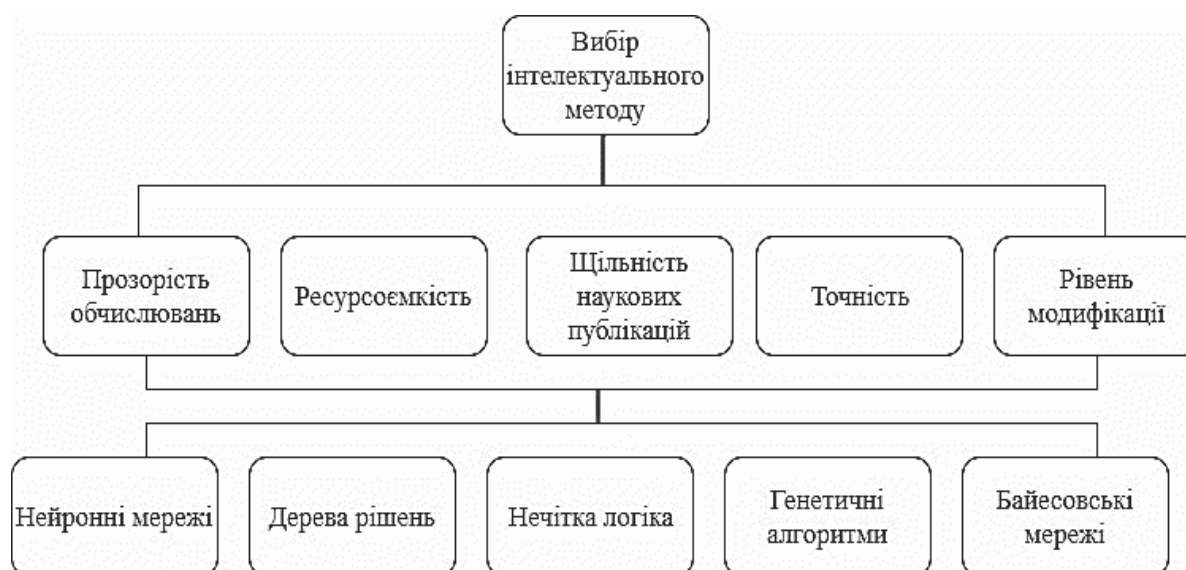 Вибір
інтелектуального
методу
Прозорість
обчислювань
Ресурсоємкість
Щільність
наукових
публікацій
Точність
Рівень
модифікації
Нейронні мережі
Дерева рішень
Нечітка логіка
Генетичні
алгоритми
Байесовські
мережі